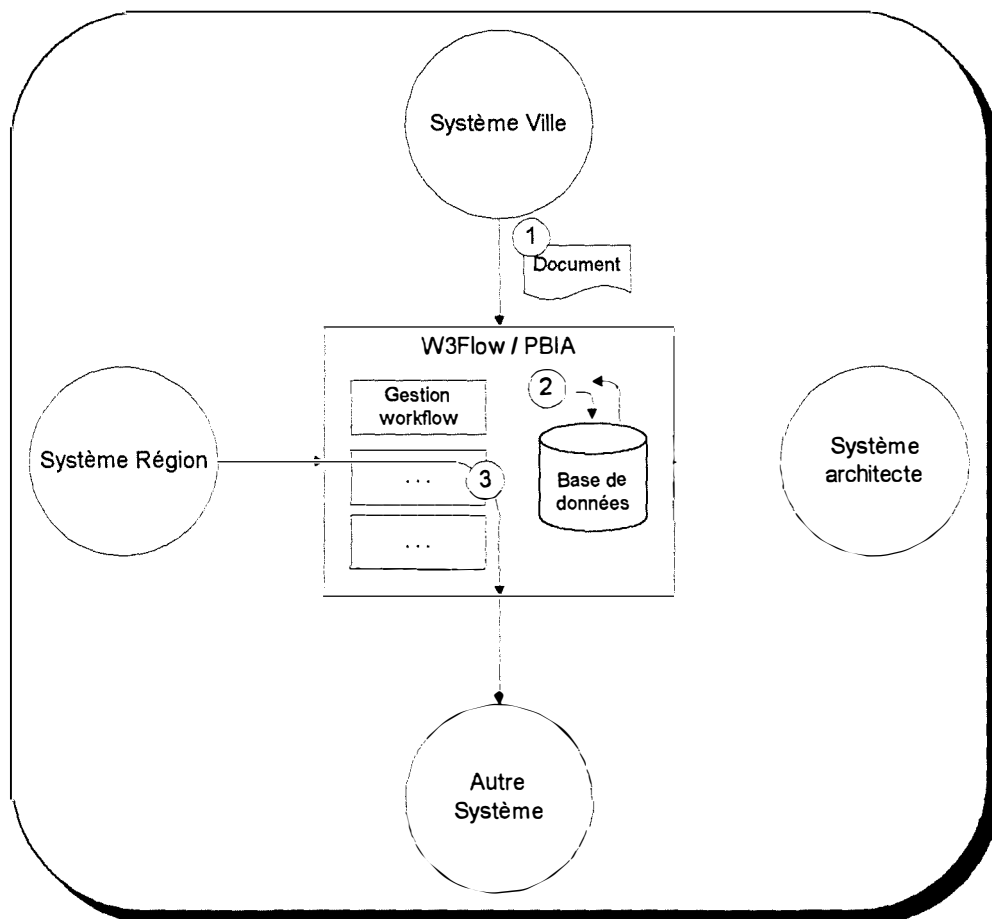 Système Ville
1
Document
W3Flow / PBIA
Gestion
workflow
2
Système Région
. . .
3
Base de
données
Système
architecte
. . .
Autre
Système